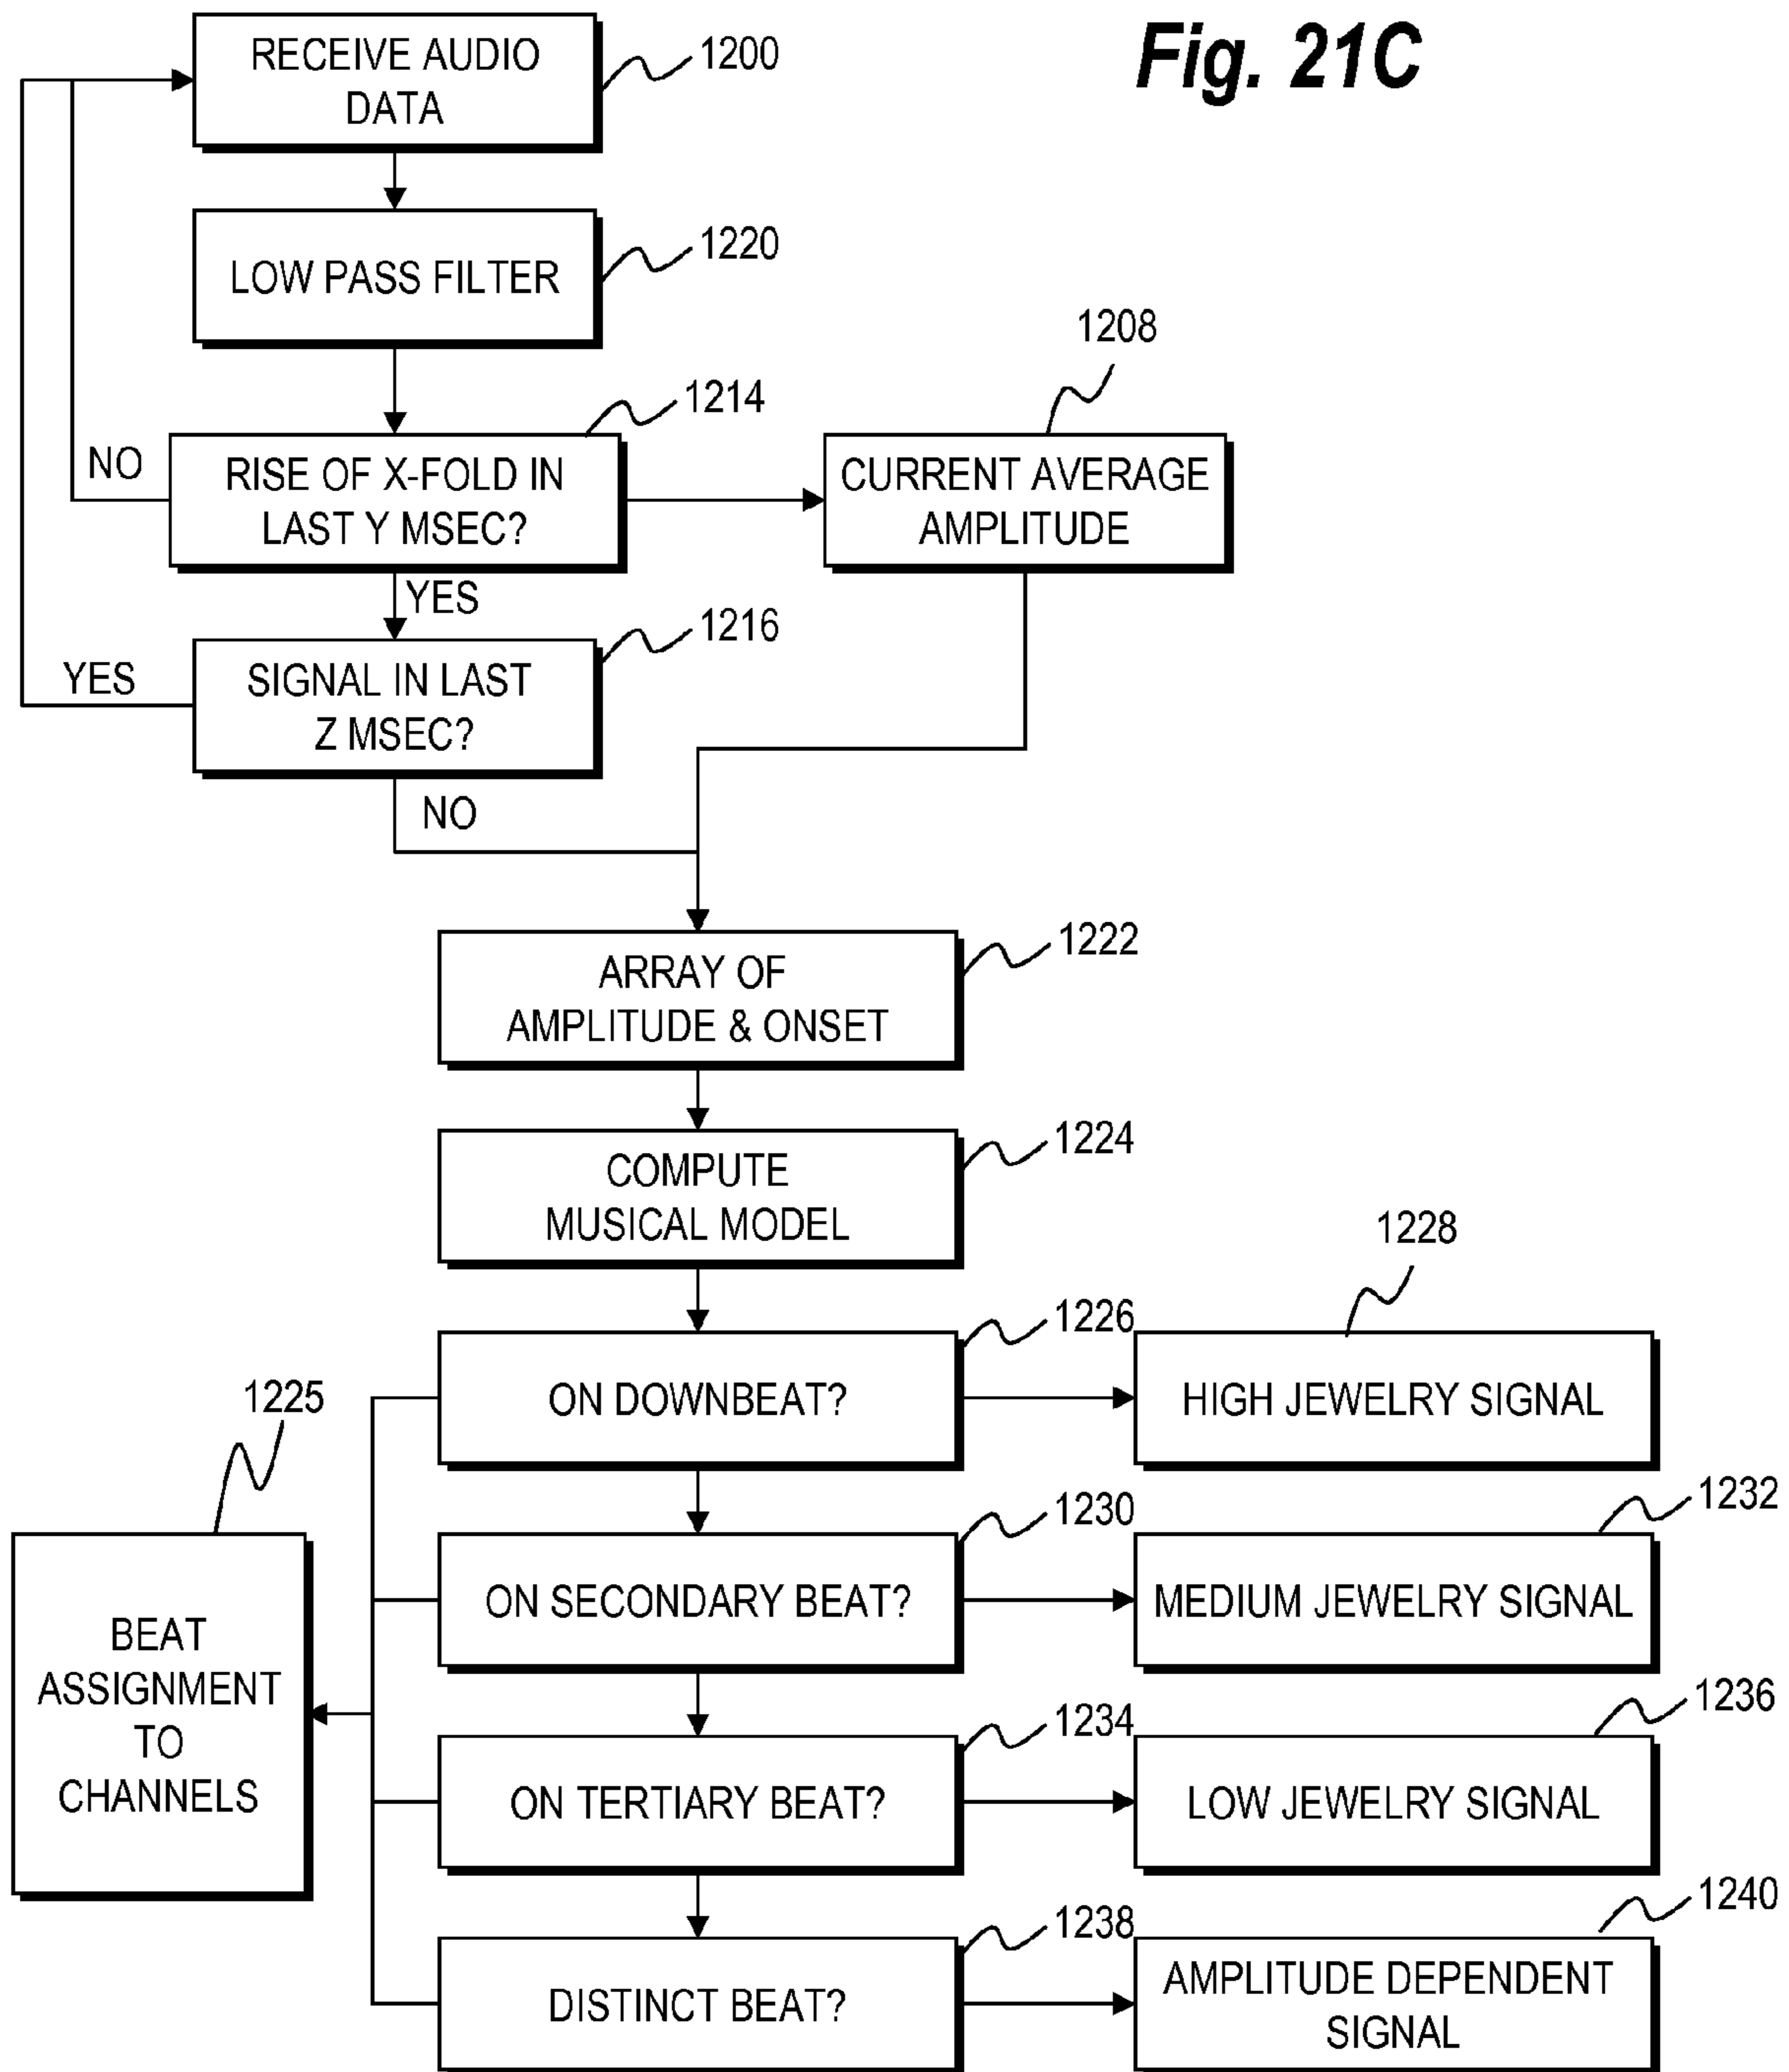 Fig. 21C
RECEIVE AUDIO
DATA
1200
LOW PASS FILTER
1220
1208
1214
NO
RISE OF X-FOLD IN
LAST Y MSEC?
CURRENT AVERAGE
AMPLITUDE
YES
1216
YES
SIGNAL IN LAST
Z MSEC?
NO
1222
ARRAY OF
AMPLITUDE & ONSET
1224
COMPUTE
MUSICAL MODEL
1228
1226
1225
ON DOWNBEAT?
HIGH JEWELRY SIGNAL
1232
1230
ON SECONDARY BEAT?
MEDIUM JEWELRY SIGNAL
BEAT
ASSIGNMENT
TO
CHANNELS
1236
1234
ON TERTIARY BEAT?
LOW JEWELRY SIGNAL
1240
1238
DISTINCT BEAT?
AMPLITUDE DEPENDENT
SIGNAL